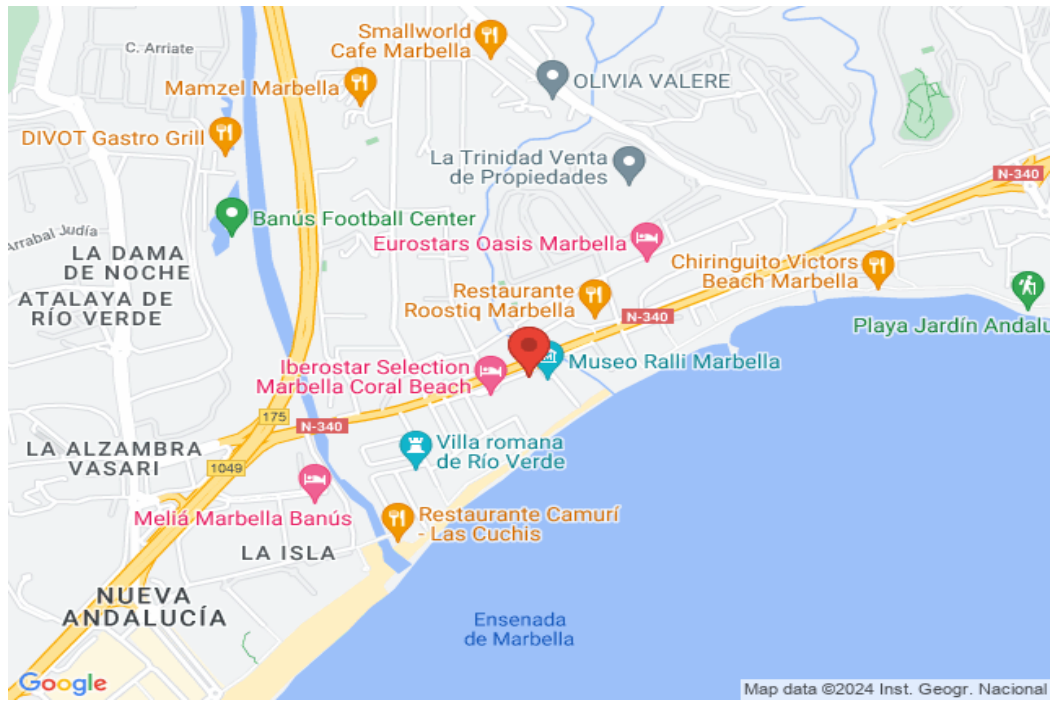 Smallworld
Cafe Marbella
C. Arriate
Mamzel Marbella
OLIVIA VALERE
DIVOT Gastro Grill
La Trinidad Venta
de Propiedades
N-340
Banús Football Center
Arrabal Judía
LA DAMA
DE NOCHE
Eurostars Oasis Marbella
Chiringuito Victors
Beach Marbella
ATALAYA DE
RÍO VERDE
Restaurante
Roostiq Marbella
N-340
Playa Jardín Andalu
Iberostar Selection
Marbella Coral Beach
Museo Ralli Marbella
175
N-340
LA ALZAMBRA
VASARI
1049
Villa romana
de Río Verde
Meliá Marbella Banús
Restaurante Camurí
- Las Cuchis
LA ISLA
NUEVA
ANDALUCÍA
Ensenada
de Marbella
Google
Map data ©2024 Inst. Geogr. Nacional